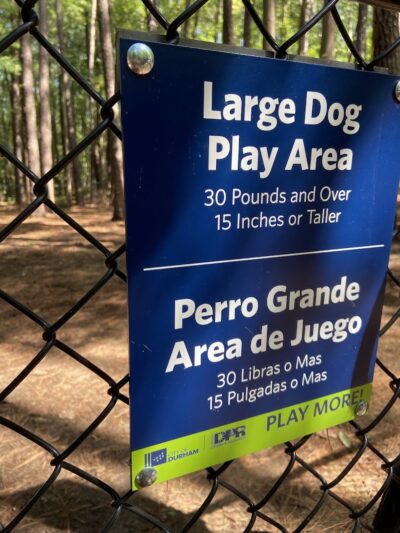 Large Dog
Play Area
30 Pounds and Over
15 Inches or Taller
Perro Grande
Area de Juego
30 Libras o Mas
15 Pulgadas o Mas
PLAY MORE!
DURHAM
DPR